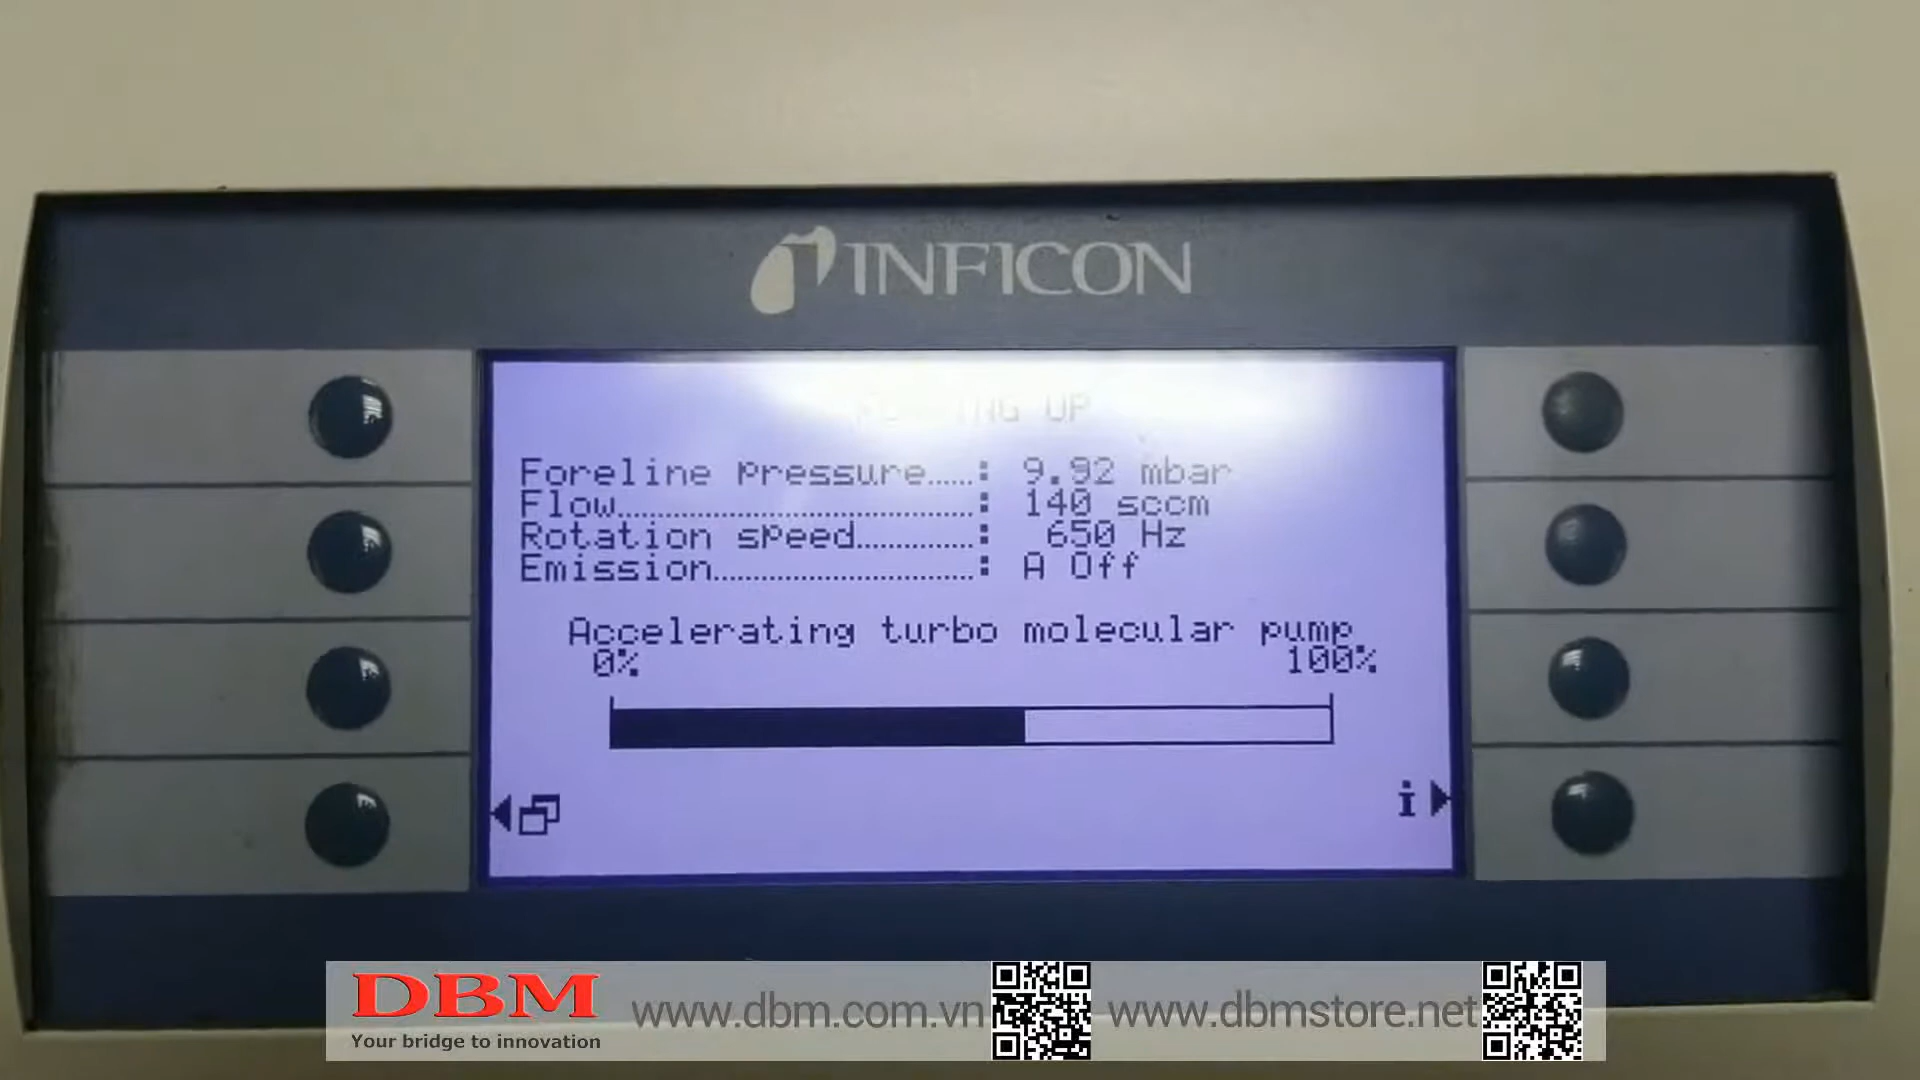 INFICON
UP
Foreline pressure.....: 9.92 mbar
Flow..............................: 140 sccm
Rotation speed..........: 650 Hz
Emission......................: A Off
Accelerating turbo molecular pump
0% 100%
i
DBM
Your bridge to innovation
www.dbm.com.vn
www.dbmstore.net